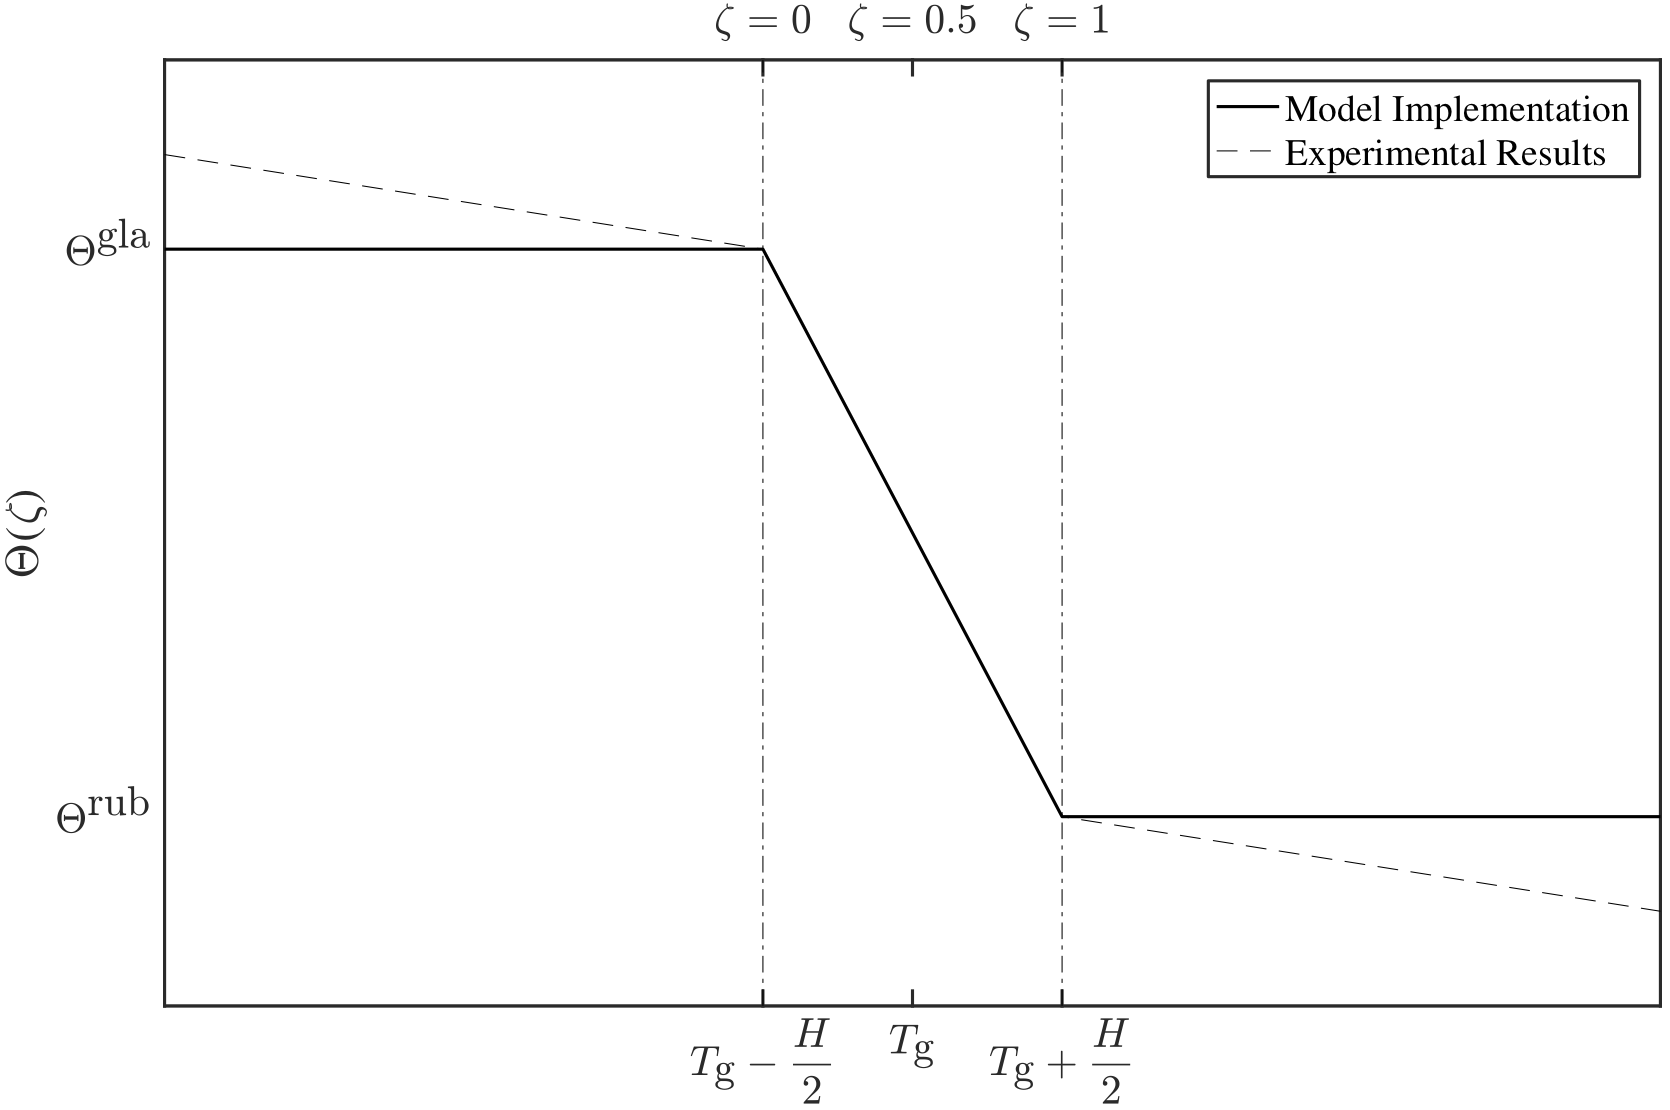 ζ = 0 ζ = 0.5 ζ = 1
Model Implementation
Experimental Results
Θ^gla
Θ(ζ)
Θ^rub
T_g − H/2 T_g T_g + H/2